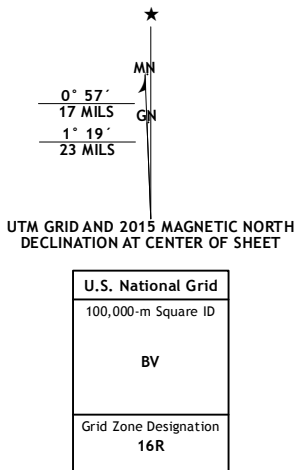 MN
0° 57´
17 MILS
GN
1° 19´
23 MILS
UTM GRID AND 2015 MAGNETIC NORTH
DECLINATION AT CENTER OF SHEET
U.S. National Grid
100,000-m Square ID
BV
Grid Zone Designation
16R